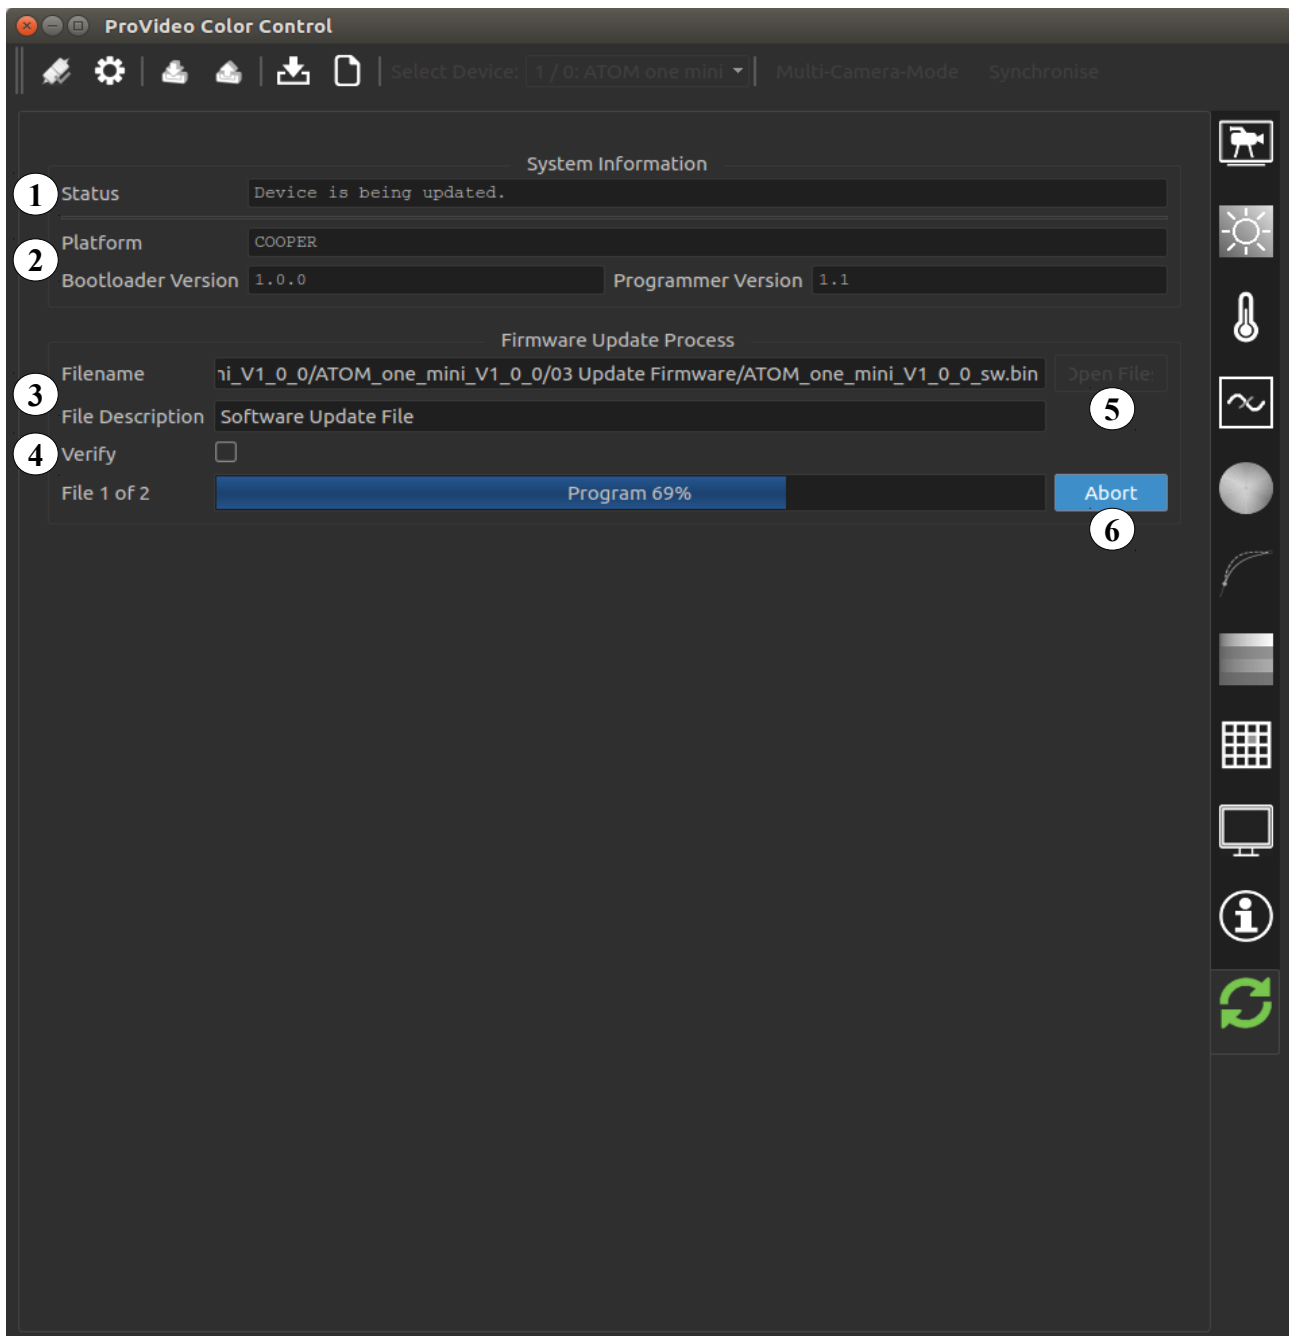 ProVideo Color Control
Select Device: 1 / 0: ATOM one mini Multi-Camera-Mode Synchronise
System Information
1 Status Device is being updated.
2 Platform COOPER
Bootloader Version 1.0.0 Programmer Version 1.1
Firmware Update Process
Filename ni_V1_0_0/ATOM_one_mini_V1_0_0/03 Update Firmware/ATOM_one_mini_V1_0_0_sw.bin Open Files
3
File Description Software Update File 5
4 Verify
File 1 of 2 Program 69% Abort
6